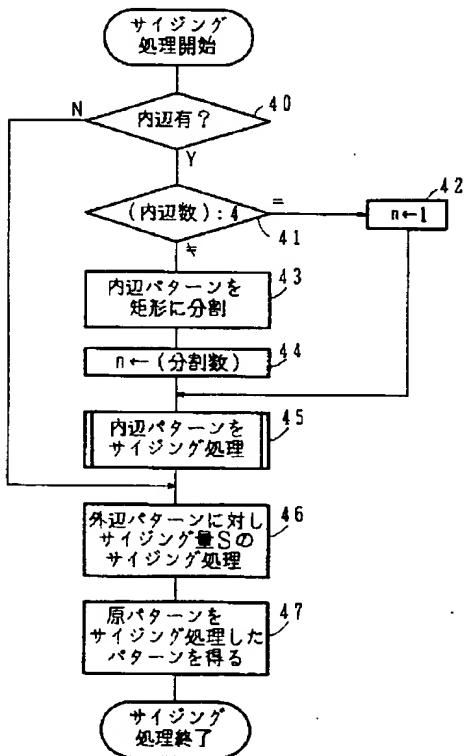 サイジング
処理開始
N
内辺有?
40
Y
(内辺数):4
=
41
≠
42
n←1
内辺パターンを
矩形に分割
43
n←(分割数)
44
内辺パターンを
サイジング処理
45
外辺パターンに対し
サイジング量Sの
サイジング処理
46
原パターンを
サイジング処理した
パターンを得る
47
サイジング
処理終了